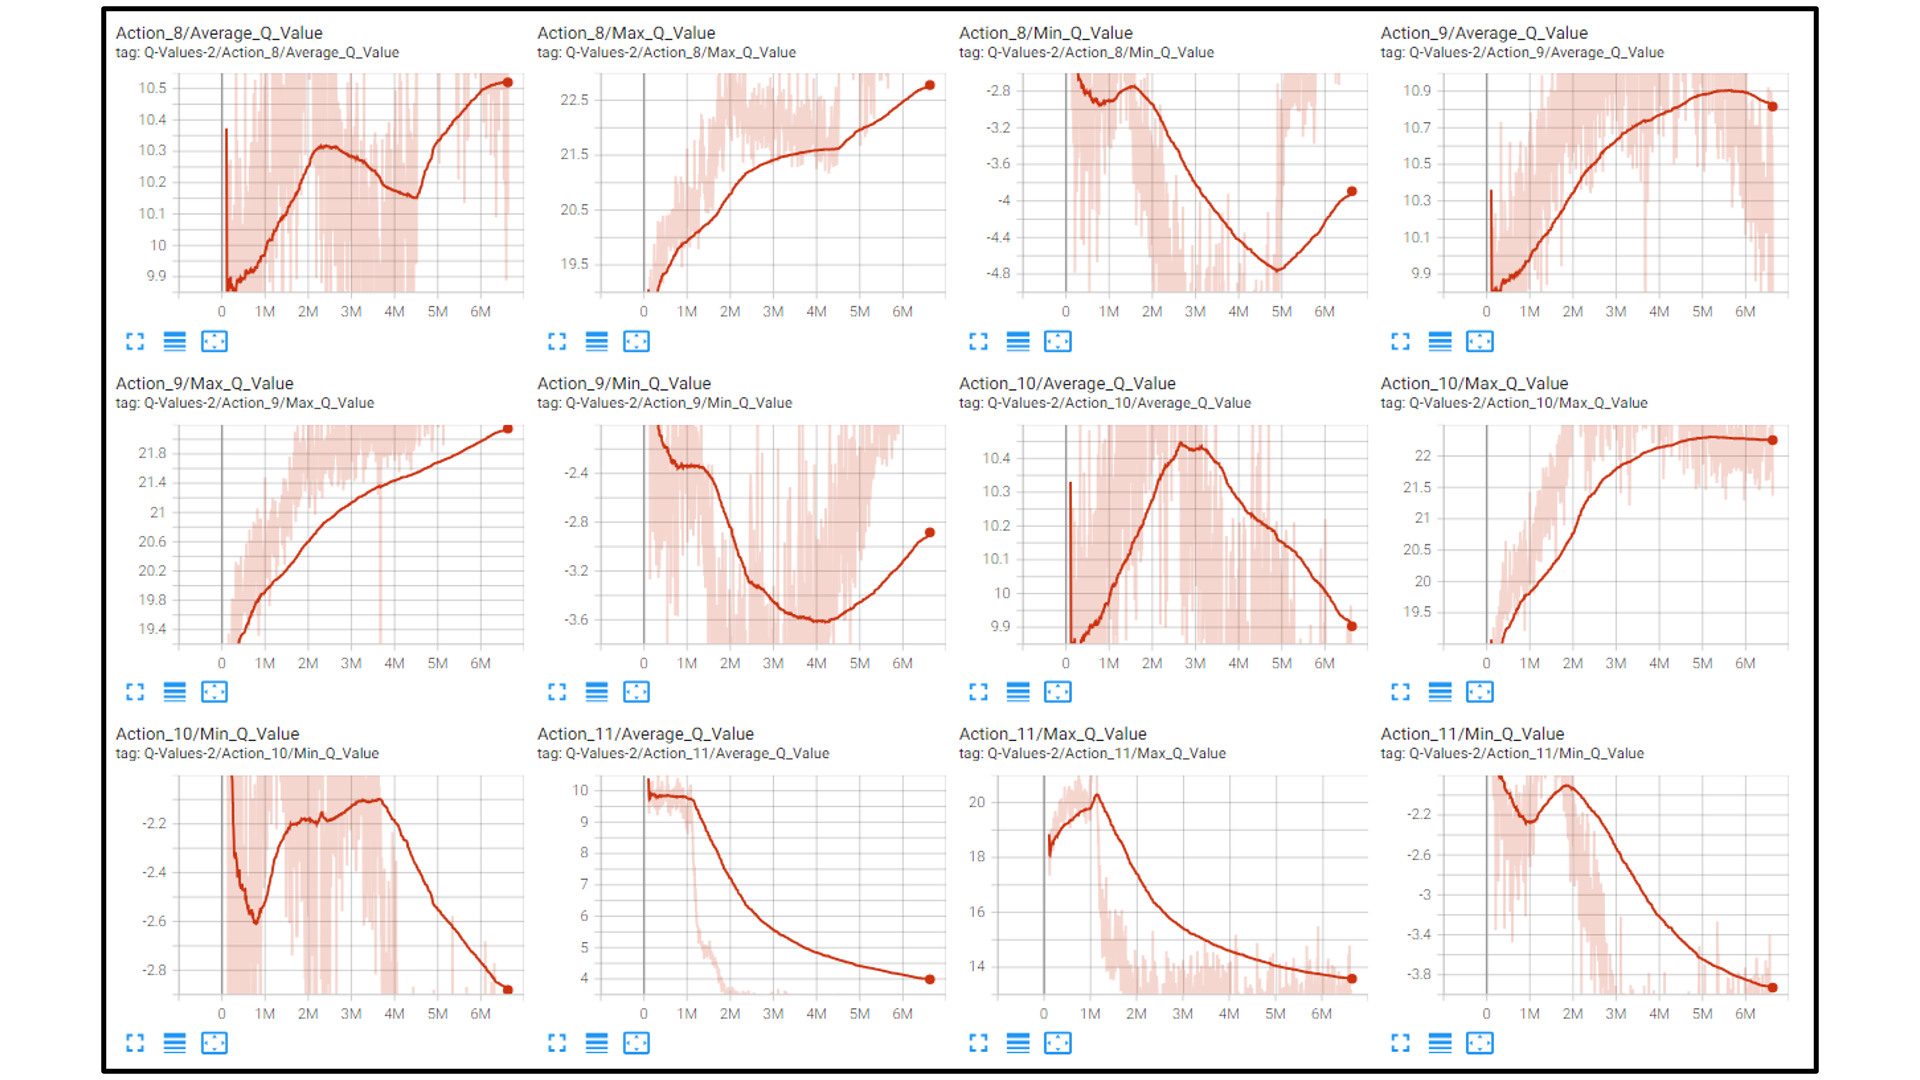 Action_8/Average_Q_Value
tag: Q-Values-2/Action_8/Average_Q_Value
10.5
10.4
10.3
10.2
10.1
10
9.9
0 1M 2M 3M 4M 5M 6M
Action_8/Max_Q_Value
tag: Q-Values-2/Action_8/Max_Q_Value
22.5
21.5
20.5
19.5
0 1M 2M 3M 4M 5M 6M
Action_8/Min_Q_Value
tag: Q-Values-2/Action_8/Min_Q_Value
-2.8
-3.2
-3.6
-4
-4.4
-4.8
0 1M 2M 3M 4M 5M 6M
Action_9/Average_Q_Value
tag: Q-Values-2/Action_9/Average_Q_Value
10.9
10.7
10.5
10.3
10.1
9.9
0 1M 2M 3M 4M 5M 6M
Action_9/Max_Q_Value
tag: Q-Values-2/Action_9/Max_Q_Value
21.8
21.4
21
20.6
20.2
19.8
19.4
0 1M 2M 3M 4M 5M 6M
Action_9/Min_Q_Value
tag: Q-Values-2/Action_9/Min_Q_Value
-2.4
-2.8
-3.2
-3.6
0 1M 2M 3M 4M 5M 6M
Action_10/Average_Q_Value
tag: Q-Values-2/Action_10/Average_Q_Value
10.4
10.3
10.2
10.1
10
9.9
0 1M 2M 3M 4M 5M 6M
Action_10/Max_Q_Value
tag: Q-Values-2/Action_10/Max_Q_Value
22
21.5
21
20.5
20
19.5
0 1M 2M 3M 4M 5M 6M
Action_10/Min_Q_Value
tag: Q-Values-2/Action_10/Min_Q_Value
-2.2
-2.4
-2.6
-2.8
0 1M 2M 3M 4M 5M 6M
Action_11/Average_Q_Value
tag: Q-Values-2/Action_11/Average_Q_Value
10
9
8
7
6
5
4
0 1M 2M 3M 4M 5M 6M
Action_11/Max_Q_Value
tag: Q-Values-2/Action_11/Max_Q_Value
20
18
16
14
0 1M 2M 3M 4M 5M 6M
Action_11/Min_Q_Value
tag: Q-Values-2/Action_11/Min_Q_Value
-2.2
-2.6
-3
-3.4
-3.8
0 1M 2M 3M 4M 5M 6M